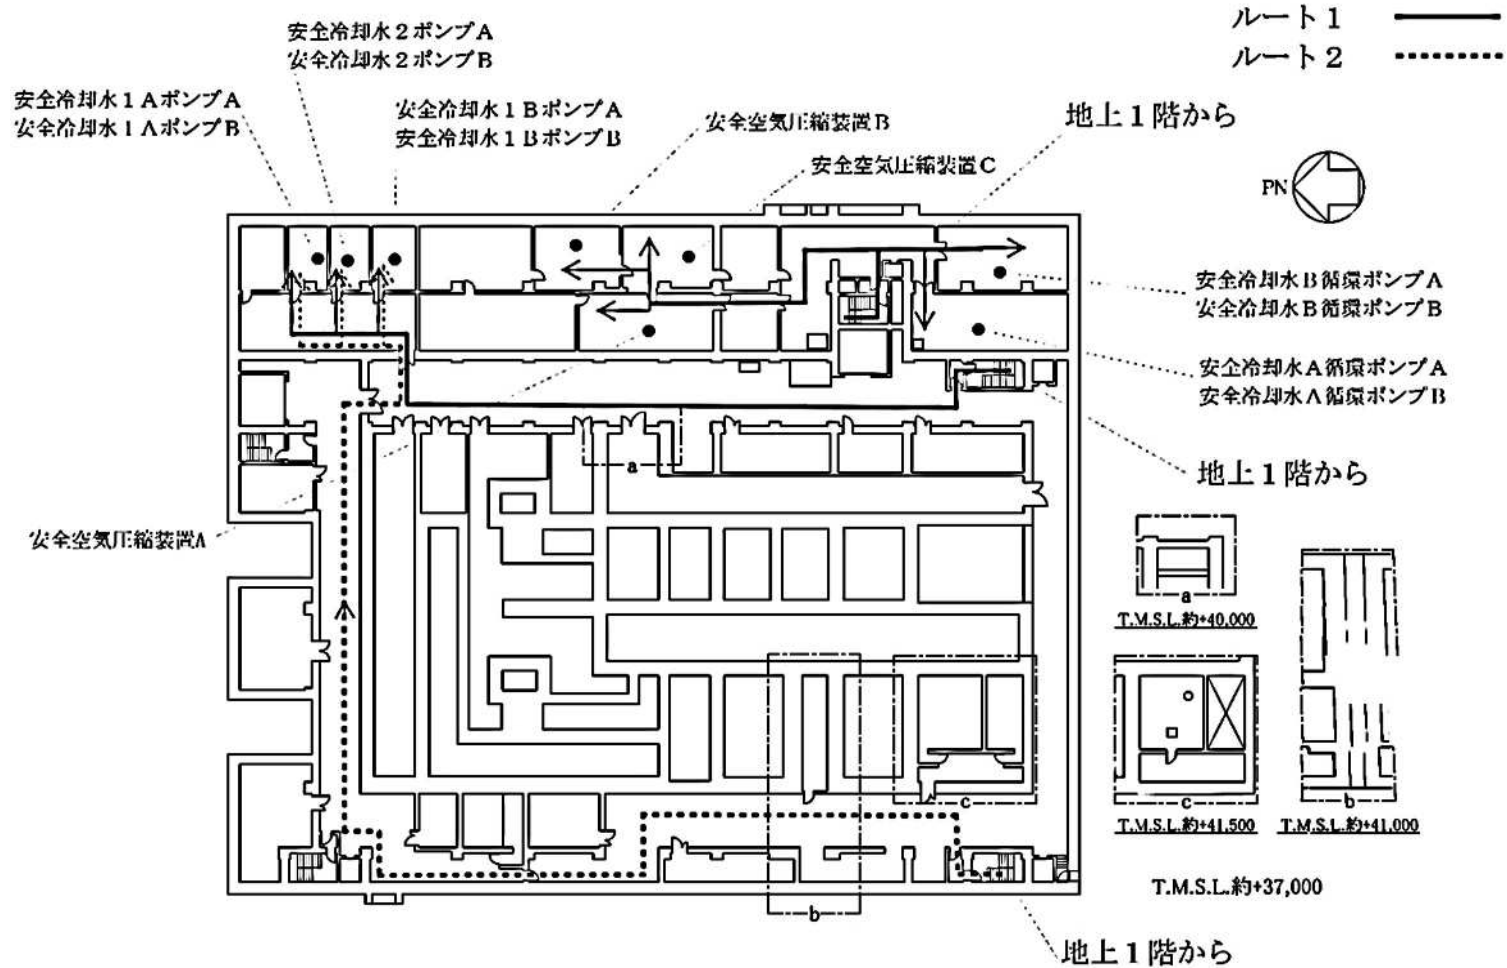 ルート1
ルート2
安全冷却水2ポンプA
安全冷却水2ポンプB
安全冷却水1Aポンプ A
安全冷却水1Aポンプ B
安全冷却水1BポンプA
安全冷却水1BポンプB
安全空気圧縮装置B
安全空気圧縮装置C
地上1階から
PN
安全冷却水B循環ポンプA
安全冷却水B循環ポンプB
安全冷却水A循環ポンプA
安全冷却水A循環ポンプB
地上1階から
安全空気圧縮装置A
a
a
T.M.S.L.約+40,000
c
c
T.M.S.L.約+41,500
b
T.M.S.L.約+41,000
T.M.S.L.約+37,000
b
地上1階から